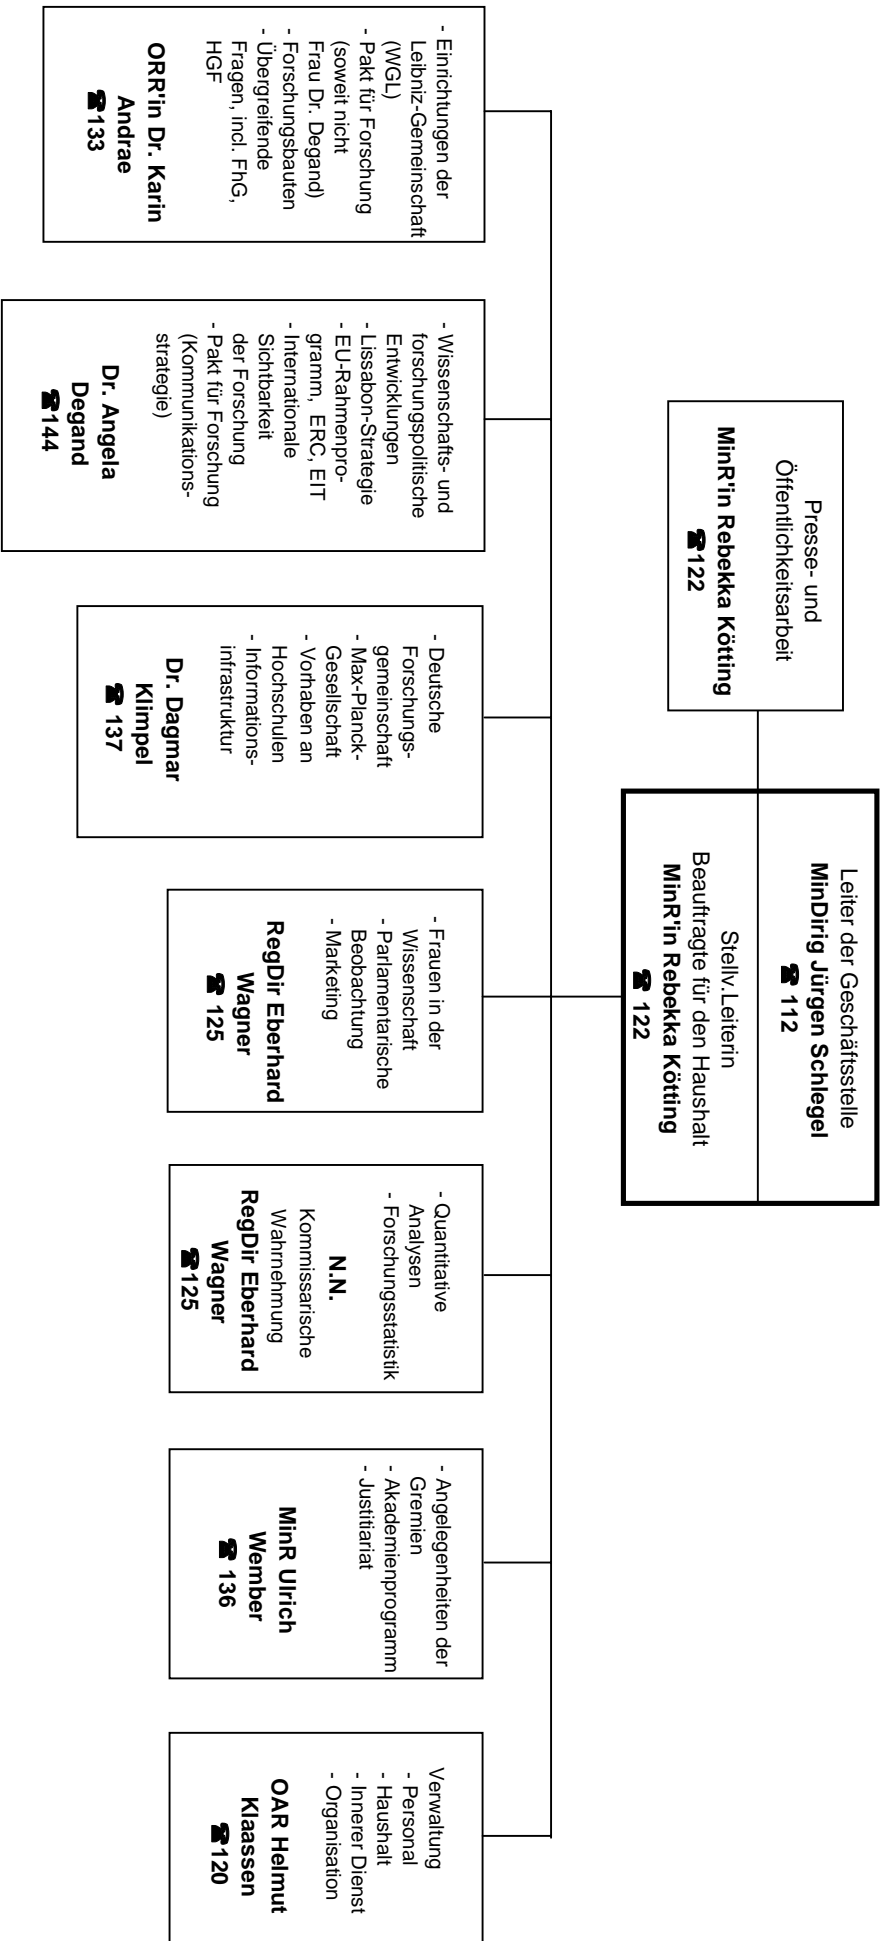 Leiter der Geschäftsstelle
MinDirig Jürgen Schlegel
☎ 112
Stellv.Leiterin
Beauftragte für den Haushalt
MinR'in Rebekka Kötting
☎ 122
Presse- und
Öffentlichkeitsarbeit
MinR'in Rebekka Kötting
☎122
- Einrichtungen der
Leibniz-Gemeinschaft
(WGL)
- Pakt für Forschung
(soweit nicht
Frau Dr. Degand)
- Forschungsbauten
- Übergreifende
Fragen, incl. FhG,
HGF
ORR'in Dr. Karin
Andrae
☎133
- Wissenschafts- und
forschungspolitische
Entwicklungen
- Lissabon-Strategie
- EU-Rahmenpro-
gramm, ERC, EIT
- Internationale
Sichtbarkeit
der Forschung
- Pakt für Forschung
(Kommunikations-
strategie)
Dr. Angela
Degand
☎144
- Deutsche
Forschungs-
gemeinschaft
- Max-Planck-
Gesellschaft
- Vorhaben an
Hochschulen
- Informations-
infrastruktur
Dr. Dagmar
Klimpel
☎ 137
- Frauen in der
Wissenschaft
- Parlamentarische
Beobachtung
- Marketing
RegDir Eberhard
Wagner
☎ 125
- Quantitative
Analysen
- Forschungsstatistik
N.N.
Kommissarische
Wahrnehmung
RegDir Eberhard
Wagner
☎125
- Angelegenheiten der
Gremien
- Akademienprogramm
- Justitiariat
MinR Ulrich
Wember
☎ 136
Verwaltung
- Personal
- Haushalt
- Innerer Dienst
- Organisation
OAR Helmut
Klaassen
☎120